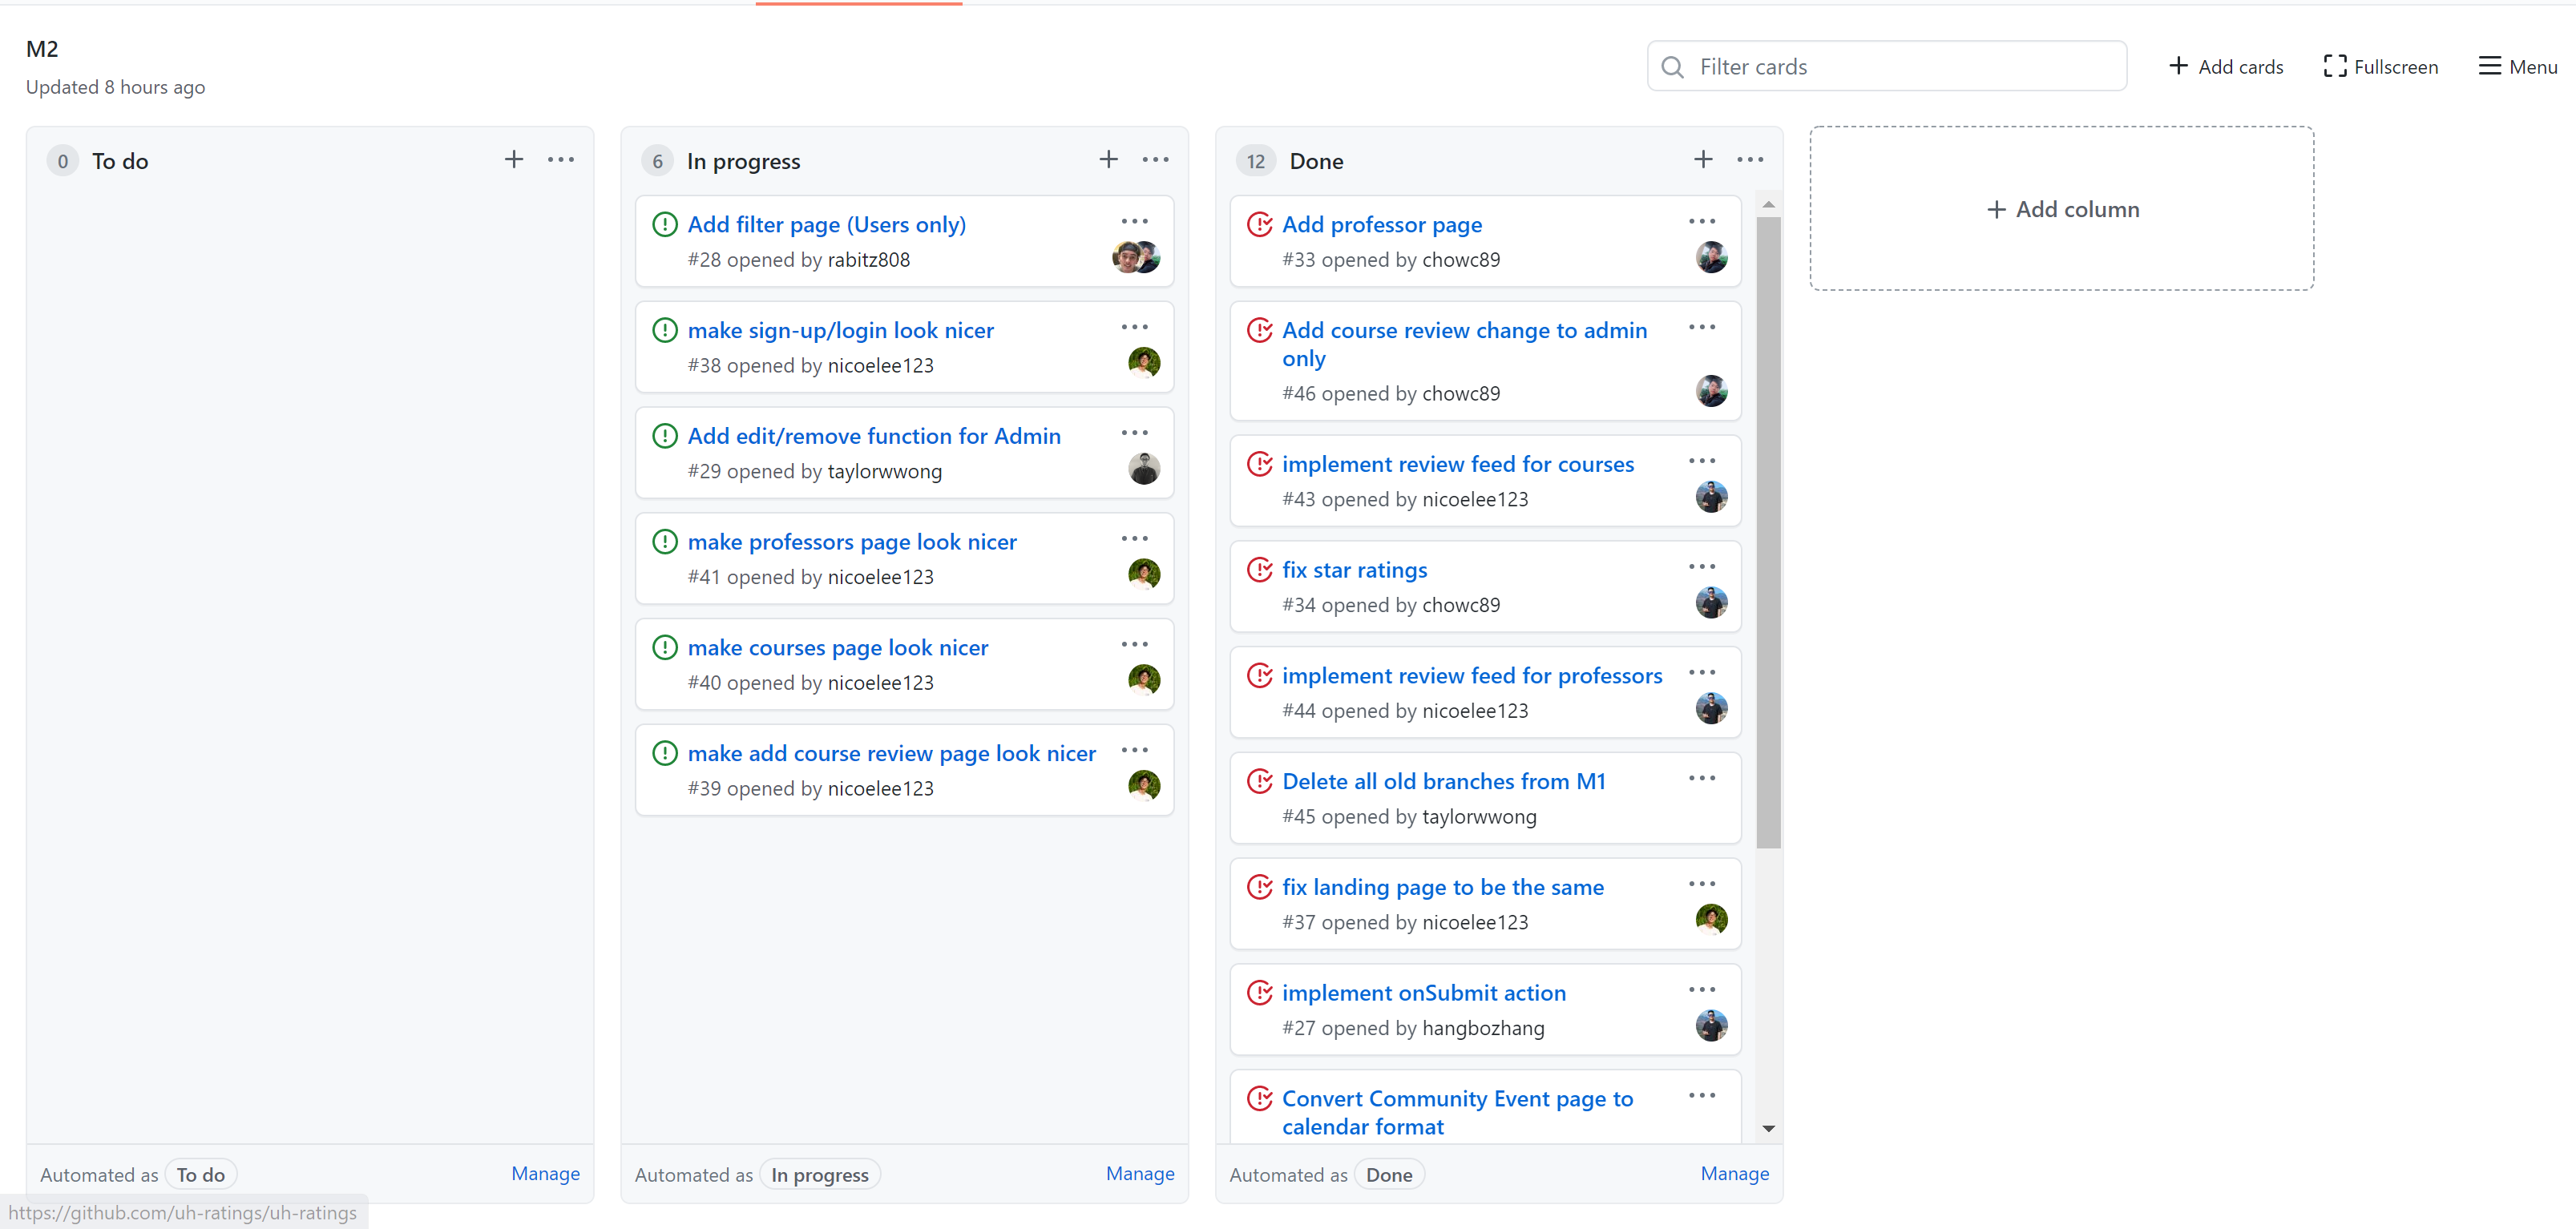 M2
Updated 8 hours ago
Filter cards
Add cards
Fullscreen
Menu
0 To do
Automated as To do
Manage
6 In progress
Add filter page (Users only)
#28 opened by rabitz808
make sign-up/login look nicer
#38 opened by nicoelee123
Add edit/remove function for Admin
#29 opened by taylorwwong
make professors page look nicer
#41 opened by nicoelee123
make courses page look nicer
#40 opened by nicoelee123
make add course review page look nicer
#39 opened by nicoelee123
Automated as In progress
Manage
12 Done
Add professor page
#33 opened by chowc89
Add course review change to admin
only
#46 opened by chowc89
implement review feed for courses
#43 opened by nicoelee123
fix star ratings
#34 opened by chowc89
implement review feed for professors
#44 opened by nicoelee123
Delete all old branches from M1
#45 opened by taylorwwong
fix landing page to be the same
#37 opened by nicoelee123
implement onSubmit action
#27 opened by hangbozhang
Convert Community Event page to
calendar format
Automated as Done
Manage
+ Add column
https://github.com/uh-ratings/uh-ratings